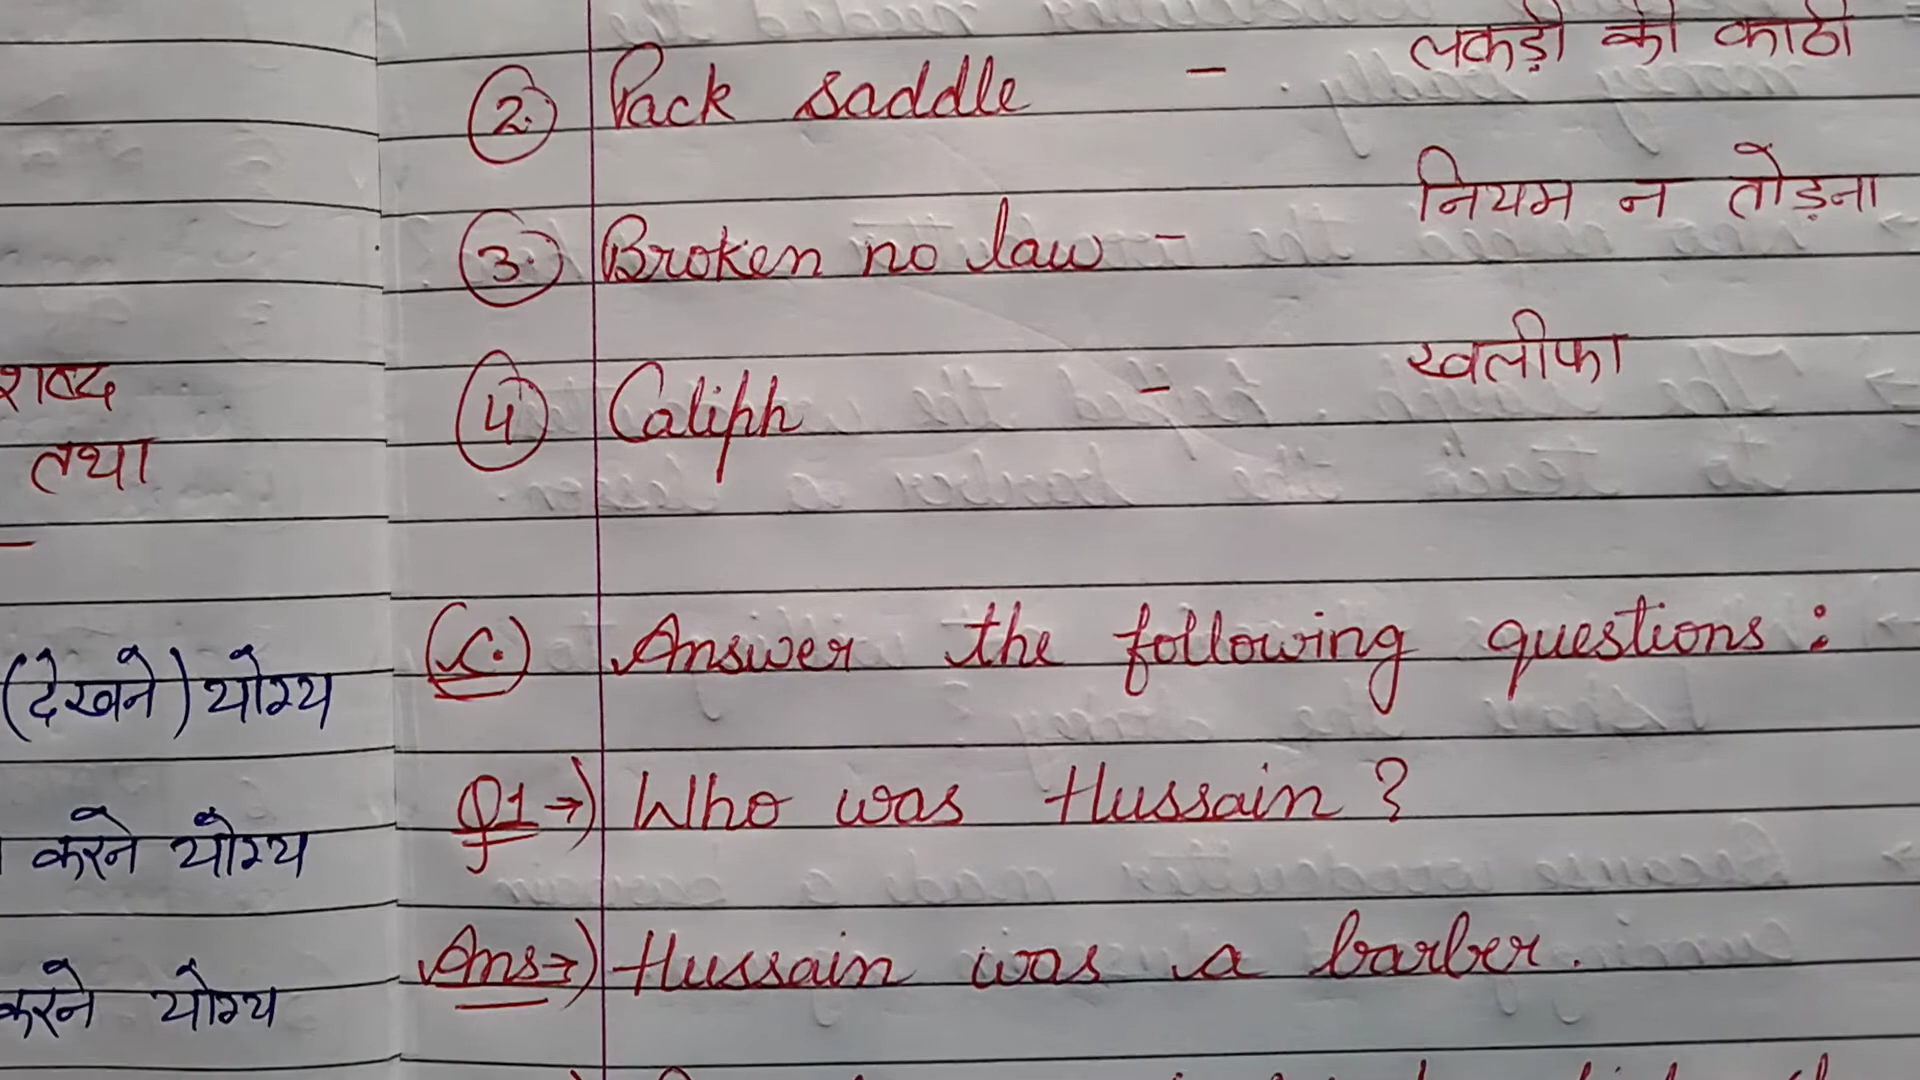 ② Pack saddle - लकड़ी की काठी
③ Broken no law - नियम न तोड़ना
④ Caliph - खलीफा
शब्द
तथा
(देखने) योग्य
करने योग्य
करने योग्य
C. Answer the following questions :
Q1→) Who was Hussain ?
Ans→) Hussain was a barber.